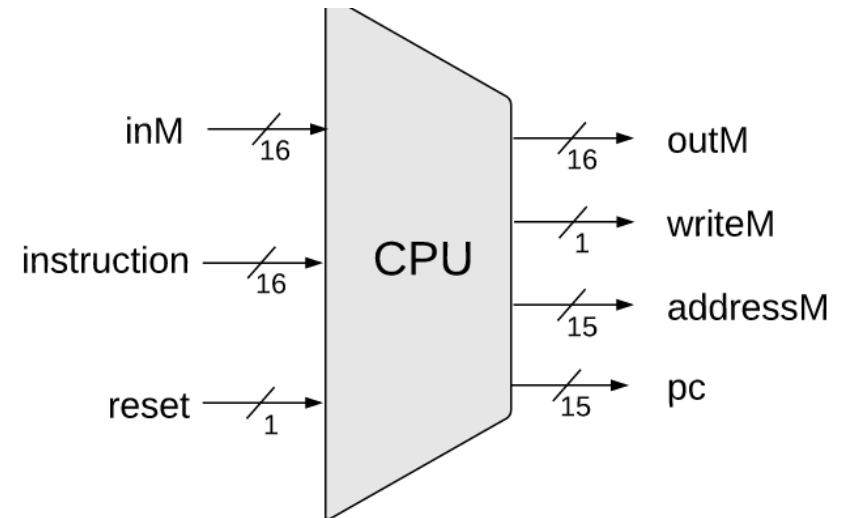 inM
16
instruction
16
reset
1
CPU
outM
16
writeM
1
addressM
15
pc
15